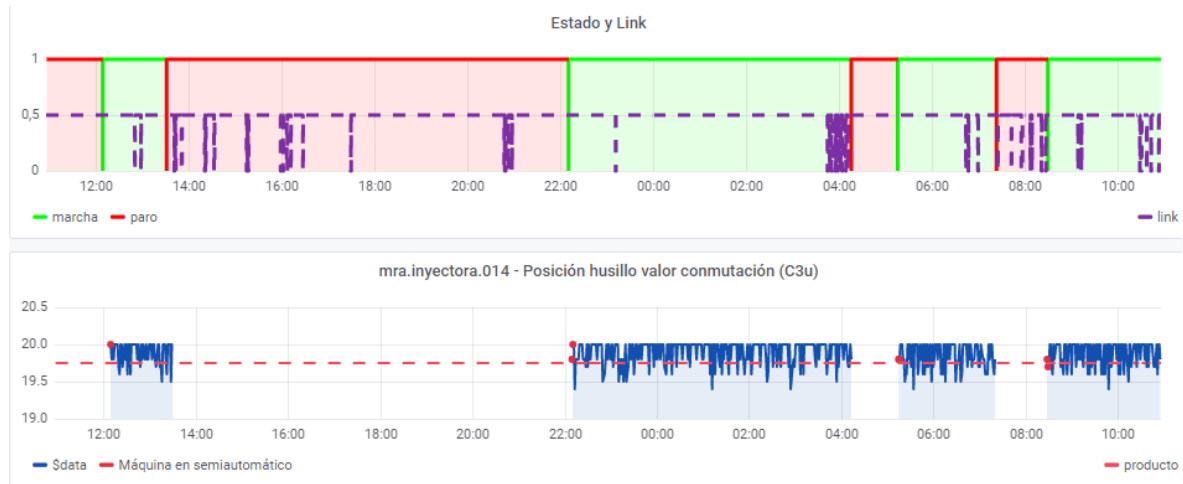 Estado y Link
1
0,5
0
12:00 14:00 16:00 18:00 20:00 22:00 00:00 02:00 04:00 06:00 08:00 10:00
marcha paro link
mra.inyectora.014 - Posición husillo valor conmutación (C3u)
20.5
20.0
19.5
19.0
12:00 14:00 16:00 18:00 20:00 22:00 00:00 02:00 04:00 06:00 08:00 10:00
$data Máquina en semiautomático producto